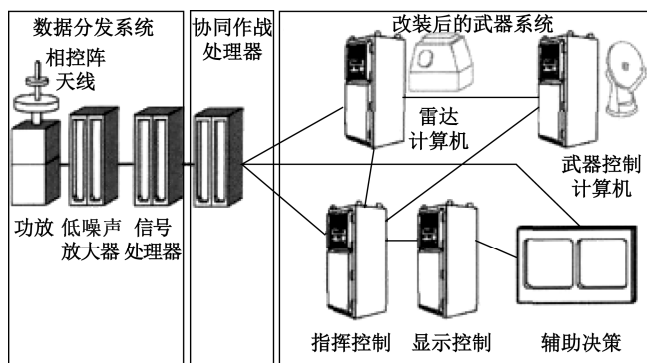 数据分发系统
协同作战
处理器
改装后的武器系统
相控阵
天线
功放
低噪声
放大器
信号
处理器
雷达
计算机
武器控制
计算机
指挥控制
显示控制
辅助决策